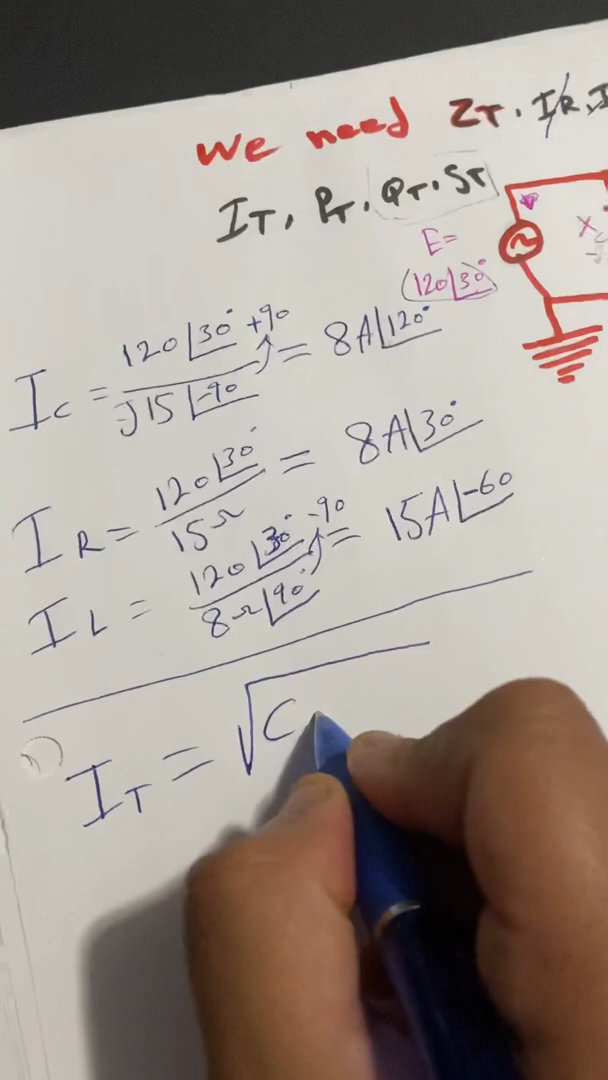 We need ZT, IR, I
IT, PT, QT, ST
E=
120∠30°
X
IC = 120∠30° +90 / J15∠-90 = 8A∠120°
IR = 120∠30° / 15Ω = 8A∠30°
IL = 120∠30° -90 / 8Ω∠90° = 15A∠-60
IT = √(